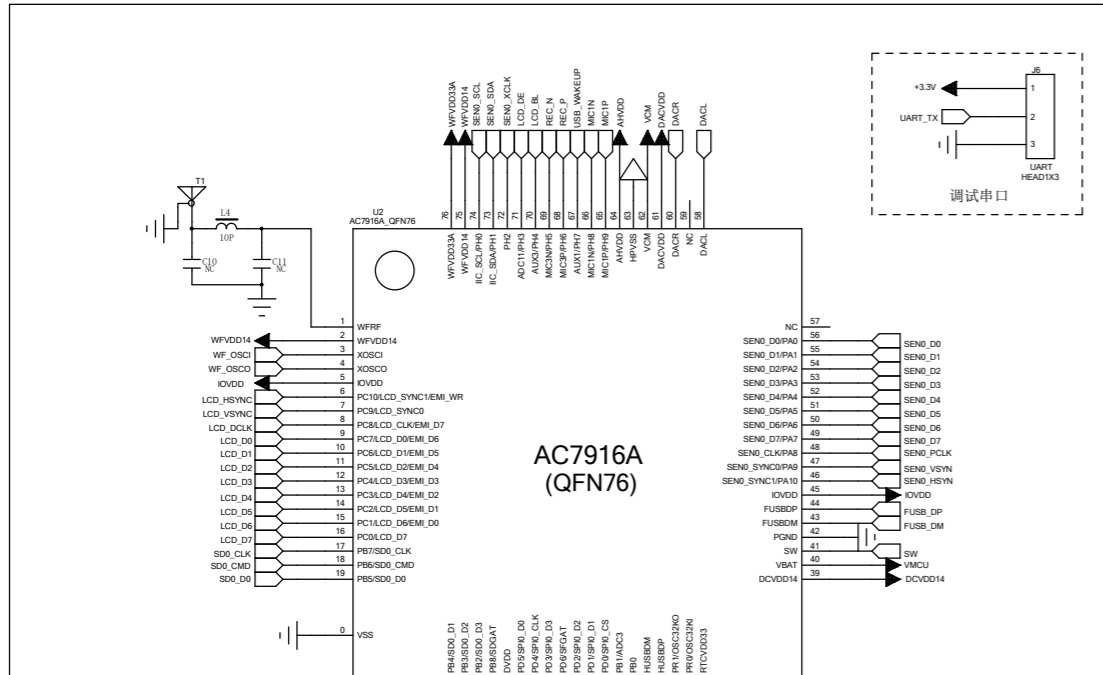 J6
+3.3V
1
UART_TX
2
3
UART
HEAD1X3
调试串口
WFVDD33A
WFVDD14
SEN0_SCL
SEN0_SDA
SEN0_XCLK
LCD_DE
LCD_BL
REC_N
REC_P
USB_WAKEUP
MIC1N
MIC1P
AHVDD
VCM
DACVDD
DACR
DACL
T1
L4
10P
C10
NC
C11
NC
U2
AC7916A_QFN76
76
75
74
73
72
71
70
69
68
67
66
65
64
63
62
61
60
59
58
WFVDD33A
WFVDD14
IIC_SCL/PH0
IIC_SDA/PH1
PH2
ADC11/PH3
AUX3/PH4
MIC3N/PH5
MIC3P/PH6
AUX1/PH7
MIC1N/PH8
MIC1P/PH9
AHVDD
HPVSS
VCM
DACVDD
DACR
NC
DACL
1 WFRF
WFVDD14 2 WFVDD14
WF_OSCI 3 XOSCI
WF_OSCO 4 XOSCO
IOVDD 5 IOVDD
LCD_HSYNC 6 PC10/LCD_SYNC1/EMI_WR
LCD_VSYNC 7 PC9/LCD_SYNC0
LCD_DCLK 8 PC8/LCD_CLK/EMI_D7
LCD_D0 9 PC7/LCD_D0/EMI_D6
LCD_D1 10 PC6/LCD_D1/EMI_D5
LCD_D2 11 PC5/LCD_D2/EMI_D4
LCD_D3 12 PC4/LCD_D3/EMI_D3
LCD_D4 13 PC3/LCD_D4/EMI_D2
LCD_D5 14 PC2/LCD_D5/EMI_D1
LCD_D6 15 PC1/LCD_D6/EMI_D0
LCD_D7 16 PC0/LCD_D7
SD0_CLK 17 PB7/SD0_CLK
SD0_CMD 18 PB6/SD0_CMD
SD0_D0 19 PB5/SD0_D0
0 VSS
AC7916A
(QFN76)
NC 57
SEN0_D0/PA0 56 SEN0_D0
SEN0_D1/PA1 55 SEN0_D1
SEN0_D2/PA2 54 SEN0_D2
SEN0_D3/PA3 53 SEN0_D3
SEN0_D4/PA4 52 SEN0_D4
SEN0_D5/PA5 51 SEN0_D5
SEN0_D6/PA6 50 SEN0_D6
SEN0_D7/PA7 49 SEN0_D7
SEN0_CLK/PA8 48 SEN0_PCLK
SEN0_SYNC0/PA9 47 SEN0_VSYN
SEN0_SYNC1/PA10 46 SEN0_HSYN
IOVDD 45 IOVDD
FUSBDP 44 FUSB_DP
FUSBDM 43 FUSB_DM
PGND 42
SW 41 SW
VBAT 40 VMCU
DCVDD14 39 DCVDD14
PB4/SD0_D1
PB3/SD0_D2
PB2/SD0_D3
PB8/SDGAT
DVDD
PD5/SPI0_D0
PD4/SPI0_CLK
PD3/SPI0_D3
PD6/SFGAT
PD2/SPI0_D2
PD1/SPI0_D1
PD0/SPI0_CS
PB1/ADC3
PB0
HUSBDM
HUSBDP
PR1/OSC32KO
PR0/OSC32KI
RTCVDD33